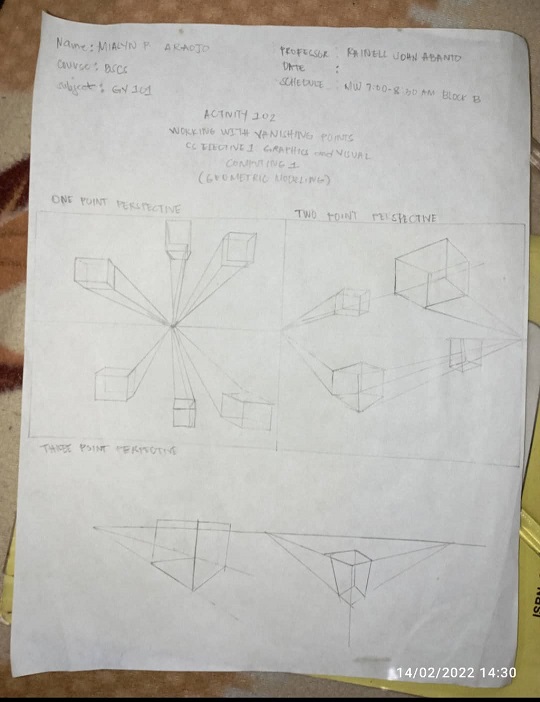 Name: MIALYN P AKAOJO
PROFESSOR : RAINELL JOHN ABANTO
COURSE: BSCS
DATE :
Subject: GV 101
SCHEDULE : MW 7:00-8:30 AM BLOCK B
ACTIVITY 102
WORKING WITH VANISHING POINTS
CS ELECTIVE 1 GRAPHICS and VISUAL
COMPUTING 1
(GEOMETRIC MODELLING)
ONE POINT PERSPECTIVE
TWO POINT PERSPECTIVE
THREE POINT PERSPECTIVE
ISBN
14/02/2022 14:30